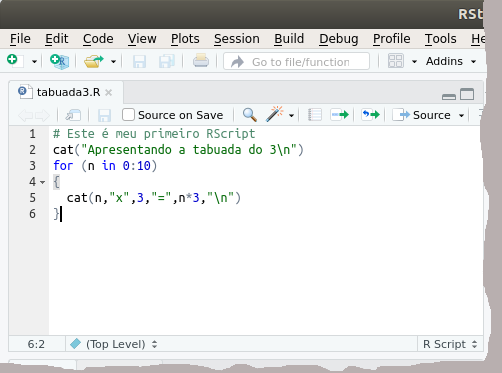 RSt
File Edit Code View Plots Session Build Debug Profile Tools He
Go to file/function Addins
tabuada3.R
Source on Save Source
1 # Este é meu primeiro RScript
2 cat("Apresentando a tabuada do 3\n")
3 for (n in 0:10)
4 {
5 cat(n,"x",3,"=",n*3,"\n")
6 }
6:2 (Top Level) R Script